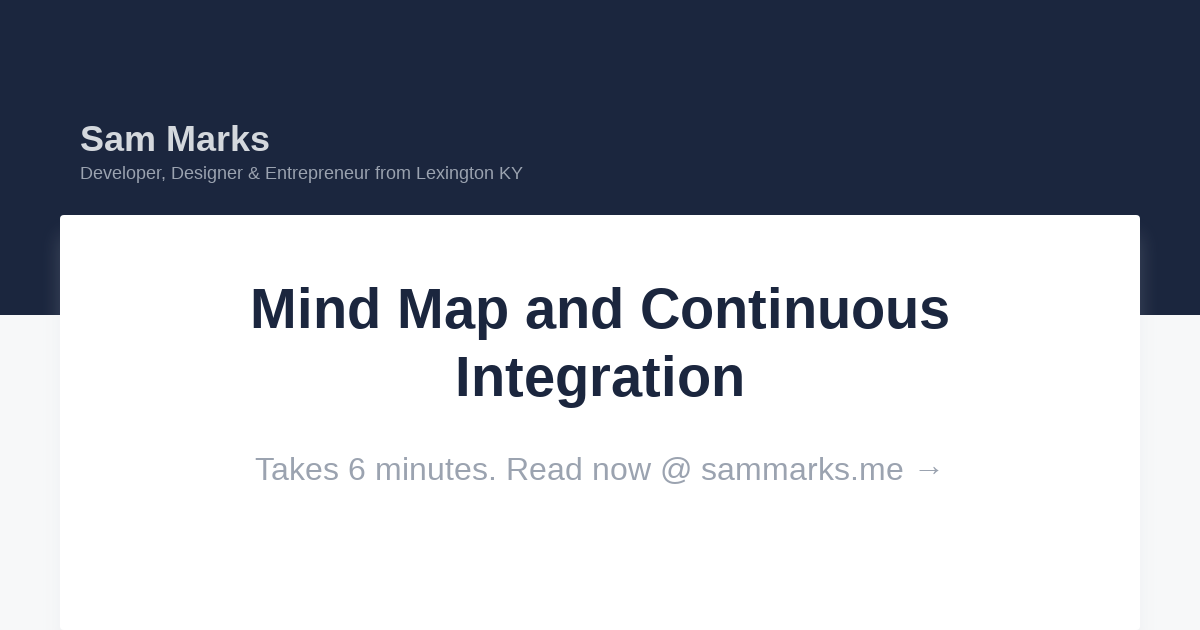 Sam Marks
Developer, Designer & Entrepreneur from Lexington KY
Mind Map and Continuous
Integration
Takes 6 minutes. Read now @ sammarks.me →